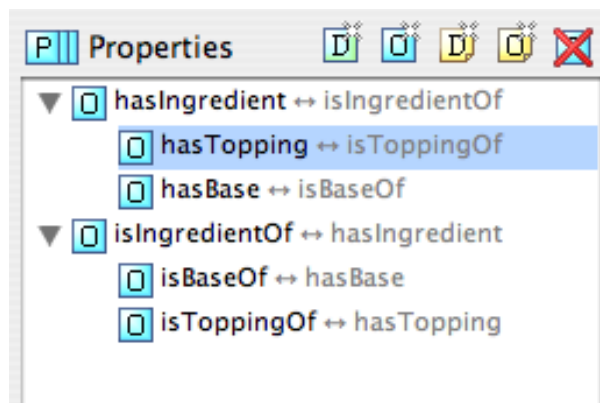 P Properties D O D O
O hasIngredient ↔ isIngredientOf
O hasTopping ↔ isToppingOf
O hasBase ↔ isBaseOf
O isIngredientOf ↔ hasIngredient
O isBaseOf ↔ hasBase
O isToppingOf ↔ hasTopping